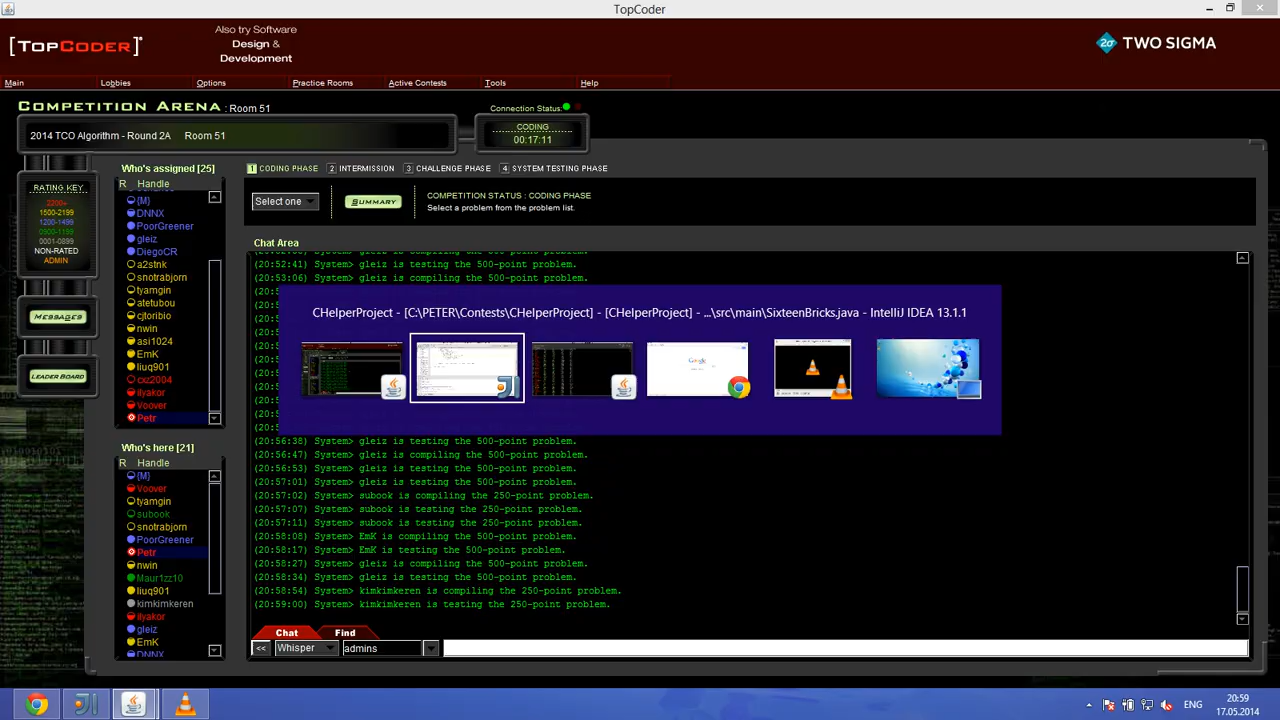 TopCoder
[TOPCODER]
Also try Software
Design &
Development
TWO SIGMA
Main Lobbies Options Practice Rooms Active Contests Tools Help
COMPETITION ARENA : Room 51
Connection Status:
2014 TCO Algorithm - Round 2A Room 51
CODING
00:17:11
RATING KEY
2200+
1500-2199
1200-1499
0900-1199
0001-0899
NON-RATED
ADMIN
MESSAGES
LEADER BOARD
Who's assigned [25]
R Handle
{M}
DNNX
PoorGreener
gleiz
DiegoCR
a2stnk
snotrabjorn
tyamgin
atetubou
cjtoribio
nwin
asi1024
EmK
liuq901
cxz2004
ilyakor
Voover
Petr
Who's here [21]
R Handle
{M}
Voover
tyamgin
subook
snotrabjorn
PoorGreener
Petr
nwin
Maur1zz10
liuq901
kimkimkeren
ilyakor
gleiz
EmK
DNNX
1 CODING PHASE 2 INTERMISSION 3 CHALLENGE PHASE 4 SYSTEM TESTING PHASE
Select one
SUMMARY
COMPETITION STATUS : CODING PHASE
Select a problem from the problem list.
Chat Area
(20:52:41) System> gleiz is testing the 500-point problem.
(20:53:06) System> gleiz is compiling the 500-point problem.
CHelperProject - [C:\PETER\Contests\CHelperProject] - [CHelperProject] - ...\src\main\SixteenBricks.java - IntelliJ IDEA 13.1.1
(20:56:38) System> gleiz is testing the 500-point problem.
(20:56:47) System> gleiz is compiling the 500-point problem.
(20:56:53) System> gleiz is testing the 500-point problem.
(20:57:01) System> gleiz is testing the 500-point problem.
(20:57:02) System> subook is compiling the 250-point problem.
(20:57:07) System> subook is testing the 250-point problem.
(20:57:11) System> subook is testing the 250-point problem.
(20:58:08) System> EmK is compiling the 500-point problem.
(20:58:17) System> EmK is testing the 500-point problem.
(20:58:27) System> gleiz is compiling the 500-point problem.
(20:58:34) System> gleiz is testing the 500-point problem.
(20:58:54) System> kimkimkeren is compiling the 250-point problem.
System> kimkimkeren is testing the 250-point problem.
Chat Find
<< Whisper admins
ENG
20:59
17.05.2014